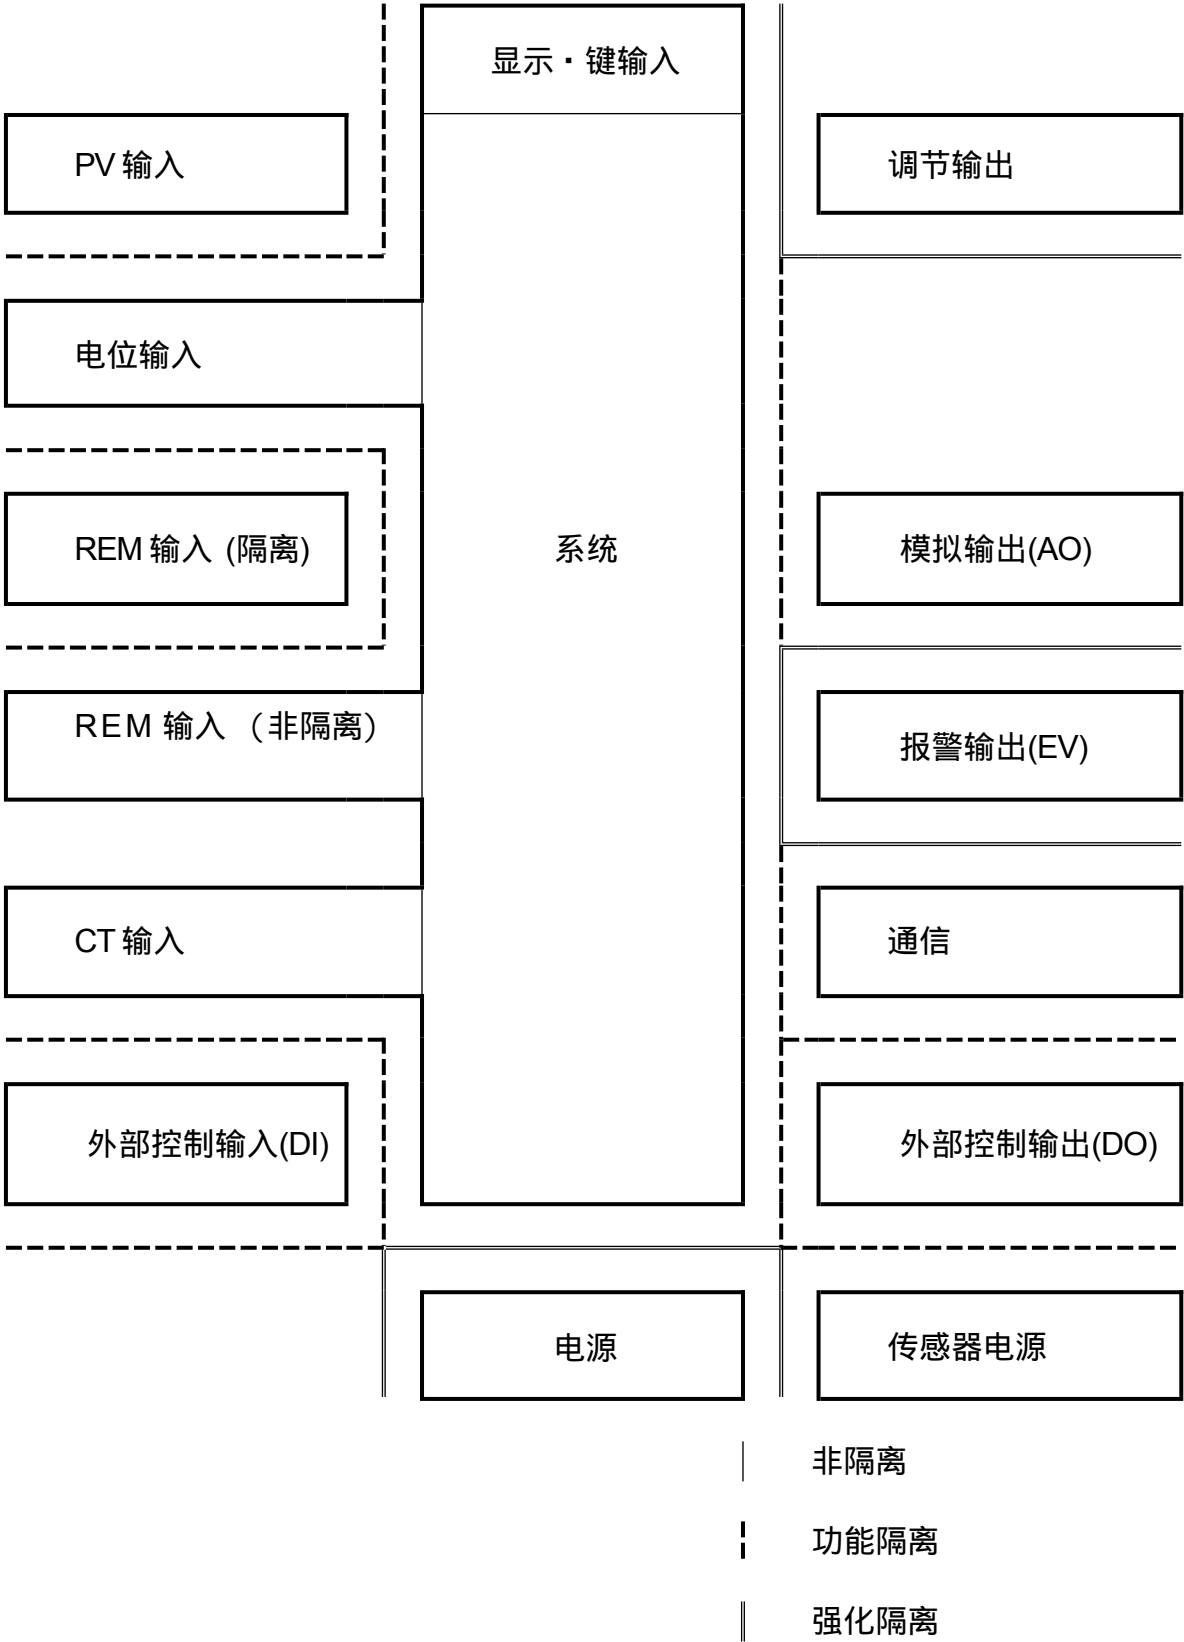 显示・键输入
PV 输入
调节输出
电位输入
REM 输入 (隔离)
系统
模拟输出(AO)
REM 输入 （非隔离）
报警输出(EV)
CT 输入
通信
外部控制输入(DI)
外部控制输出(DO)
电源
传感器电源
非隔离
功能隔离
强化隔离